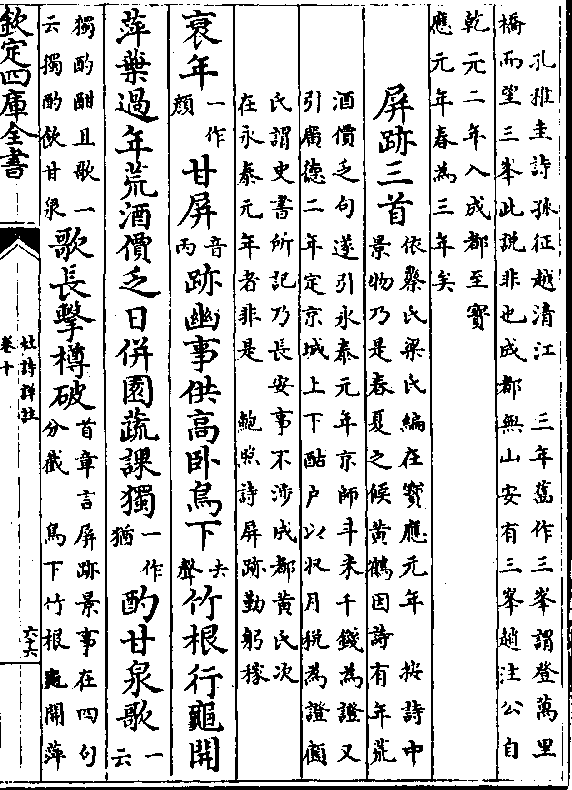 孔稚圭詩孤征越清江　三年舊作三峯謂登萬里
橋而望三峯此說非也成都無山安有三峯趙注公自
乾元二年入成都至寶
應元年春為三年矣
屏跡三首
依蔡氏梁氏編在寶應元年　按詩中
景物乃是春夏之候黃鶴因詩有年荒
酒價乏句遂引永泰元年京師斗米千錢為證又
引廣德二年定京城上下酤户以收月税為證顧
氏謂史書所記乃長安事不涉成都黃氏次
在永泰元年者非是　鮑照詩屏跡勤躬稼
衰年一作顏甘屏音丙跡幽事供高卧鳥下去聲竹根行龜開
萍葉過年荒酒價乏日併園蔬課獨一作猶酌甘泉歌一云
獨酌酣且歌一云獨酌飲甘泉歌長擊樽破首章言屏跡景事在四句分截　鳥下竹根龜開萍
欽定四庫全書
杜詩詳註
卷十
六十六